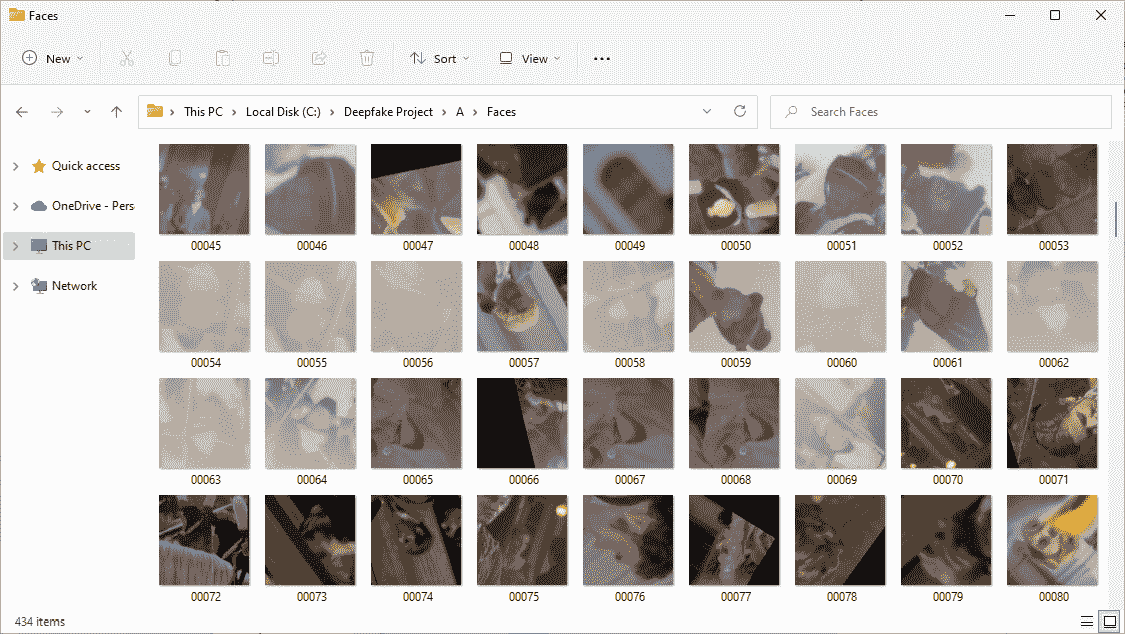 Faces
New
Sort
View
This PC
Local Disk (C:)
Deepfake Project
A
Faces
Search Faces
Quick access
OneDrive - Pers
This PC
Network
00045 00046 00047 00048 00049 00050 00051 00052 00053
00054 00055 00056 00057 00058 00059 00060 00061 00062
00063 00064 00065 00066 00067 00068 00069 00070 00071
00072 00073 00074 00075 00076 00077 00078 00079 00080
434 items